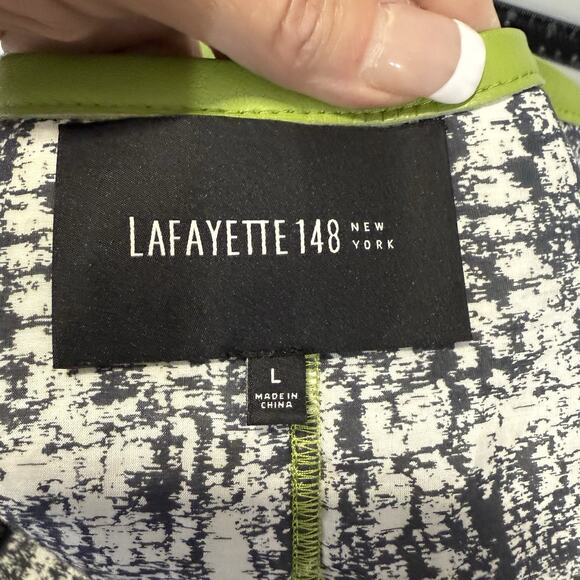 LAFAYETTE 148 NEW YORK
L
MADE IN
CHINA